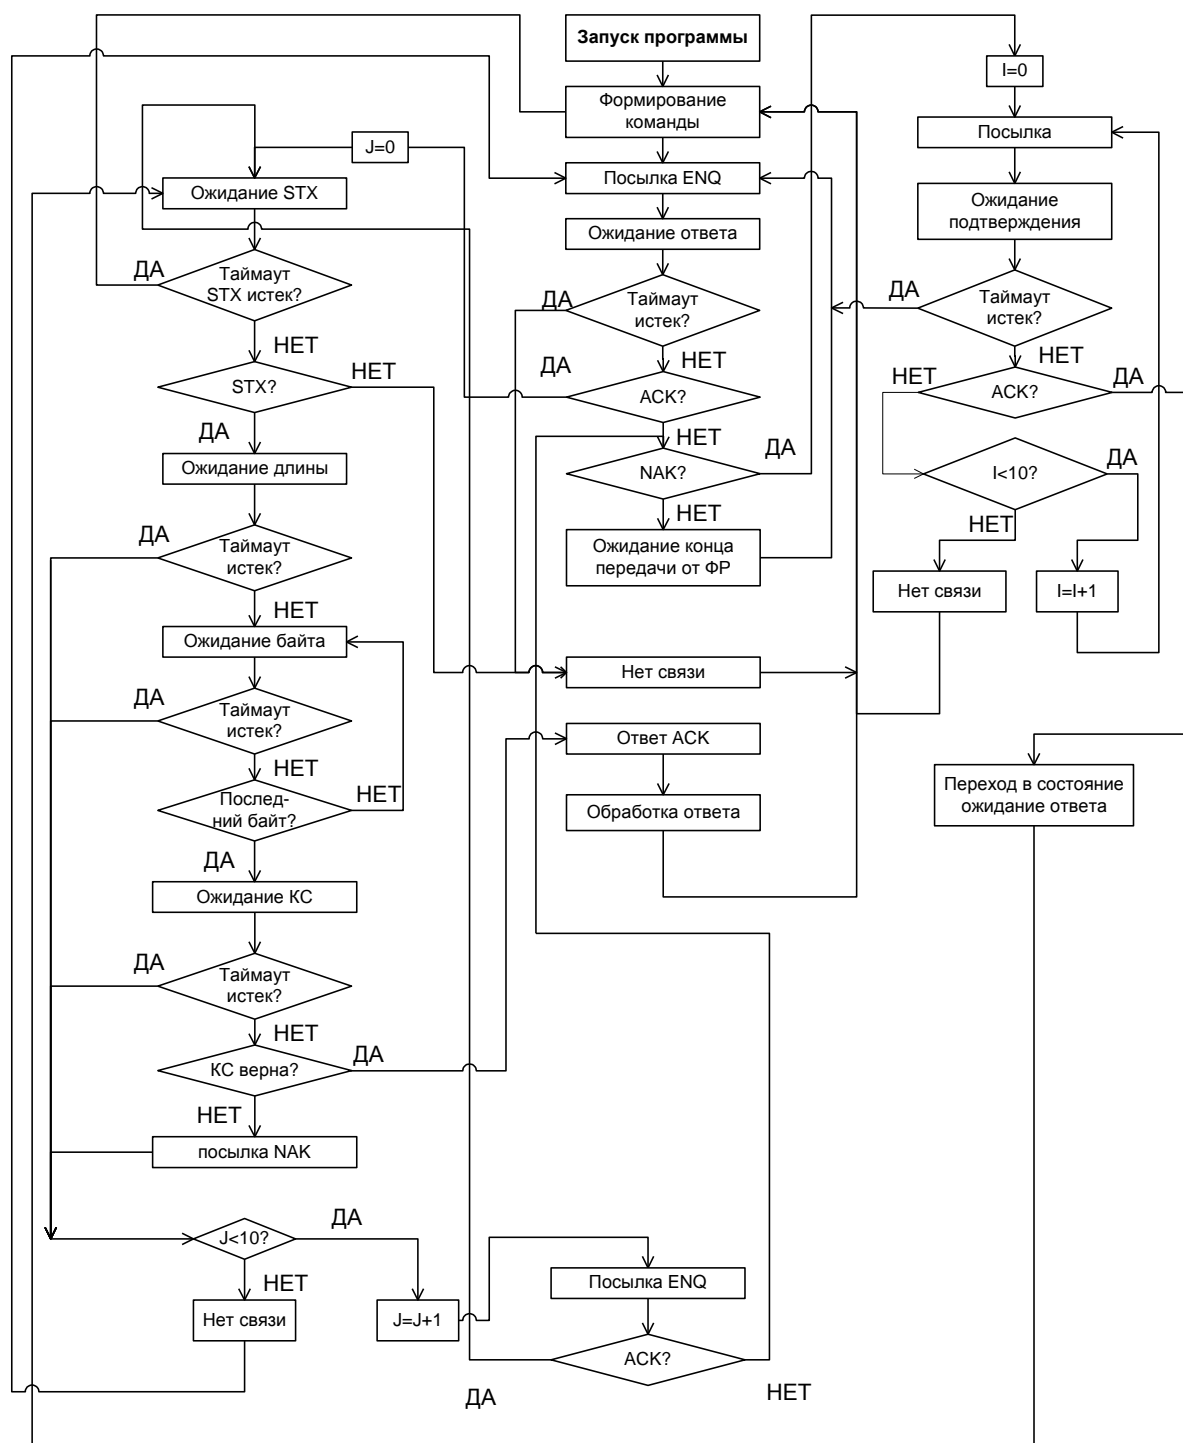 Запуск программы
I=0
Формирование
команды
Посылка
J=0
Посылка ENQ
Ожидание STX
Ожидание
подтверждения
Ожидание ответа
ДА
Таймаут
STX истек?
ДА
Таймаут
истек?
ДА
Таймаут
истек?
НЕТ
НЕТ
НЕТ
STX?
НЕТ
ДА
ACK?
НЕТ
ACK?
ДА
ДА
НЕТ
ДА
Ожидание длины
NAK?
I<10?
ДА
ДА
Таймаут
истек?
НЕТ
Ожидание конца
передачи от ФР
НЕТ
НЕТ
Нет связи
I=I+1
Ожидание байта
Нет связи
ДА
Таймаут
истек?
НЕТ
Ответ ACK
Послед-
ний байт?
НЕТ
Обработка ответа
Переход в состояние
ожидание ответа
ДА
Ожидание КС
ДА
Таймаут
истек?
НЕТ
КС верна?
ДА
НЕТ
посылка NAK
J<10?
ДА
НЕТ
Посылка ENQ
Нет связи
J=J+1
ACK?
ДА
НЕТ